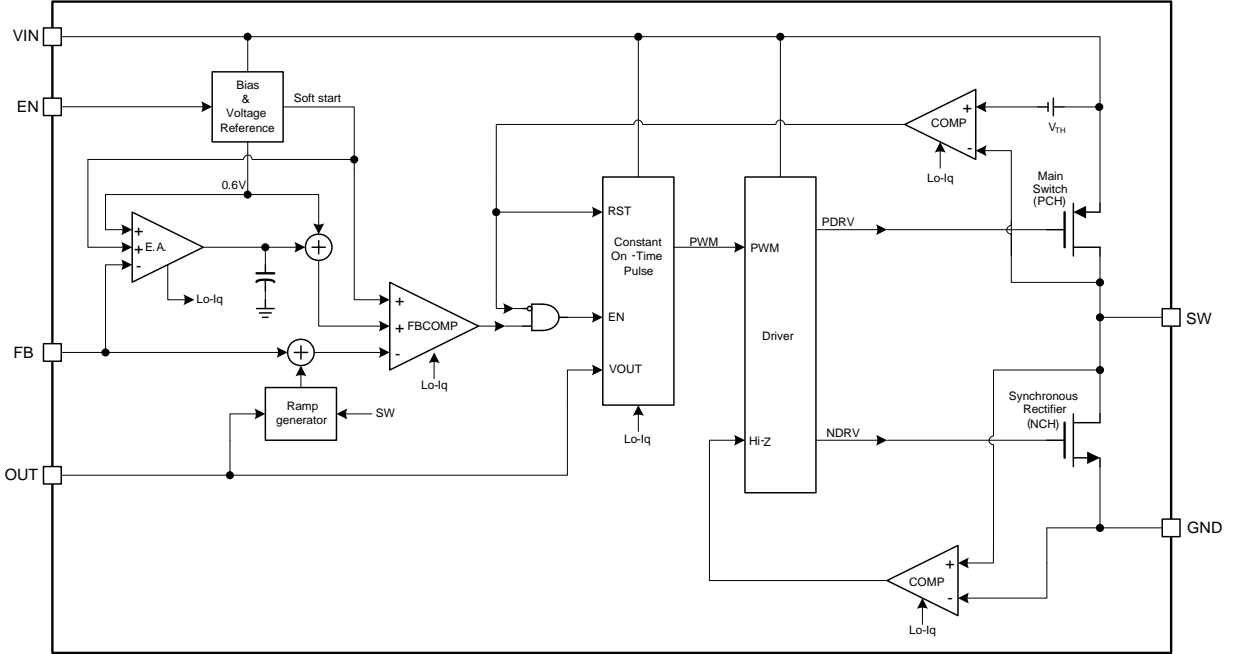 VIN
EN
Bias
&
Voltage
Reference
Soft start
0.6V
+
+
-
E.A.
Lo-Iq
+
FB
+
Ramp
generator
SW
OUT
+
+
-
FBCOMP
Lo-Iq
RST
Constant
On -Time
Pulse
EN
VOUT
Lo-Iq
PWM
PWM
Driver
Hi-Z
PDRV
NDRV
COMP
+
-
Lo-Iq
VTH
Main
Switch
(PCH)
SW
Synchronous
Rectifier
(NCH)
GND
COMP
+
-
Lo-Iq